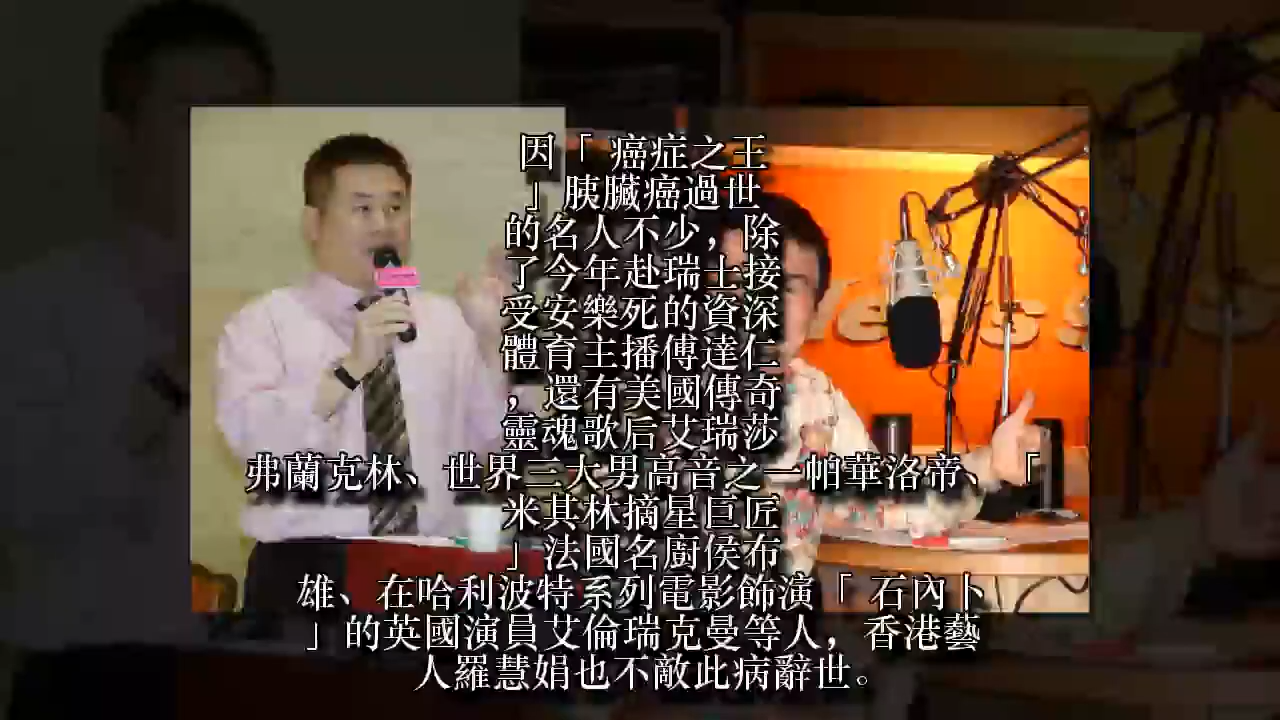 因「 癌症之王
」胰臟癌過世
的名人不少，除
了今年赴瑞士接
受安樂死的資深
體育主播傅達仁
，還有美國傳奇
靈魂歌后艾瑞莎
弗蘭克林、世界三大男高音之一帕華洛帝、「
米其林摘星巨匠
」法國名廚侯布
雄、在哈利波特系列電影飾演「 石內卜
」的英國演員艾倫瑞克曼等人，香港藝
人羅慧娟也不敵此病辭世。